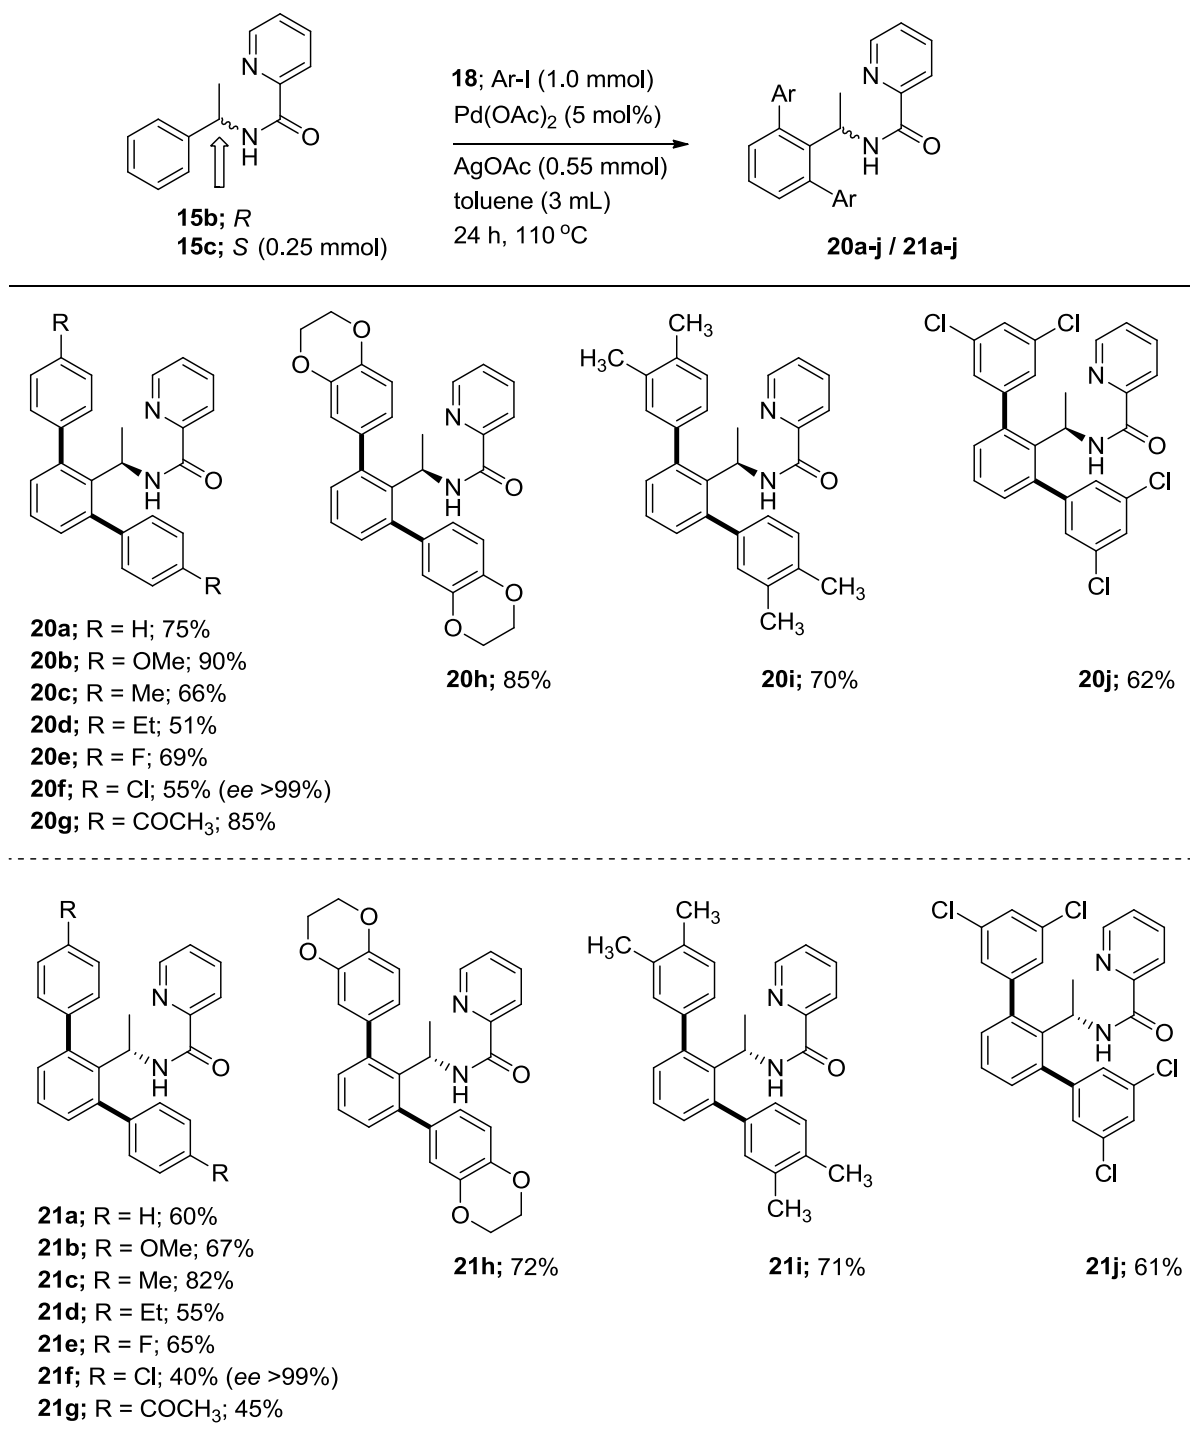 N
N
H
O
15b; R
15c; S (0.25 mmol)
18; Ar-I (1.0 mmol)
Pd(OAc)2 (5 mol%)
AgOAc (0.55 mmol)
toluene (3 mL)
24 h, 110 °C
Ar
N
N
H
O
Ar
20a-j / 21a-j
R
N
N
H
O
R
20a; R = H; 75%
20b; R = OMe; 90%
20c; R = Me; 66%
20d; R = Et; 51%
20e; R = F; 69%
20f; R = Cl; 55% (ee >99%)
20g; R = COCH3; 85%
O
O
N
N
H
O
O
O
20h; 85%
CH3
H3C
N
N
H
O
CH3
CH3
20i; 70%
Cl
Cl
N
N
H
O
Cl
Cl
20j; 62%
R
N
N
H
O
R
21a; R = H; 60%
21b; R = OMe; 67%
21c; R = Me; 82%
21d; R = Et; 55%
21e; R = F; 65%
21f; R = Cl; 40% (ee >99%)
21g; R = COCH3; 45%
O
O
N
N
H
O
O
O
21h; 72%
CH3
H3C
N
N
H
O
CH3
CH3
21i; 71%
Cl
Cl
N
N
H
O
Cl
Cl
21j; 61%